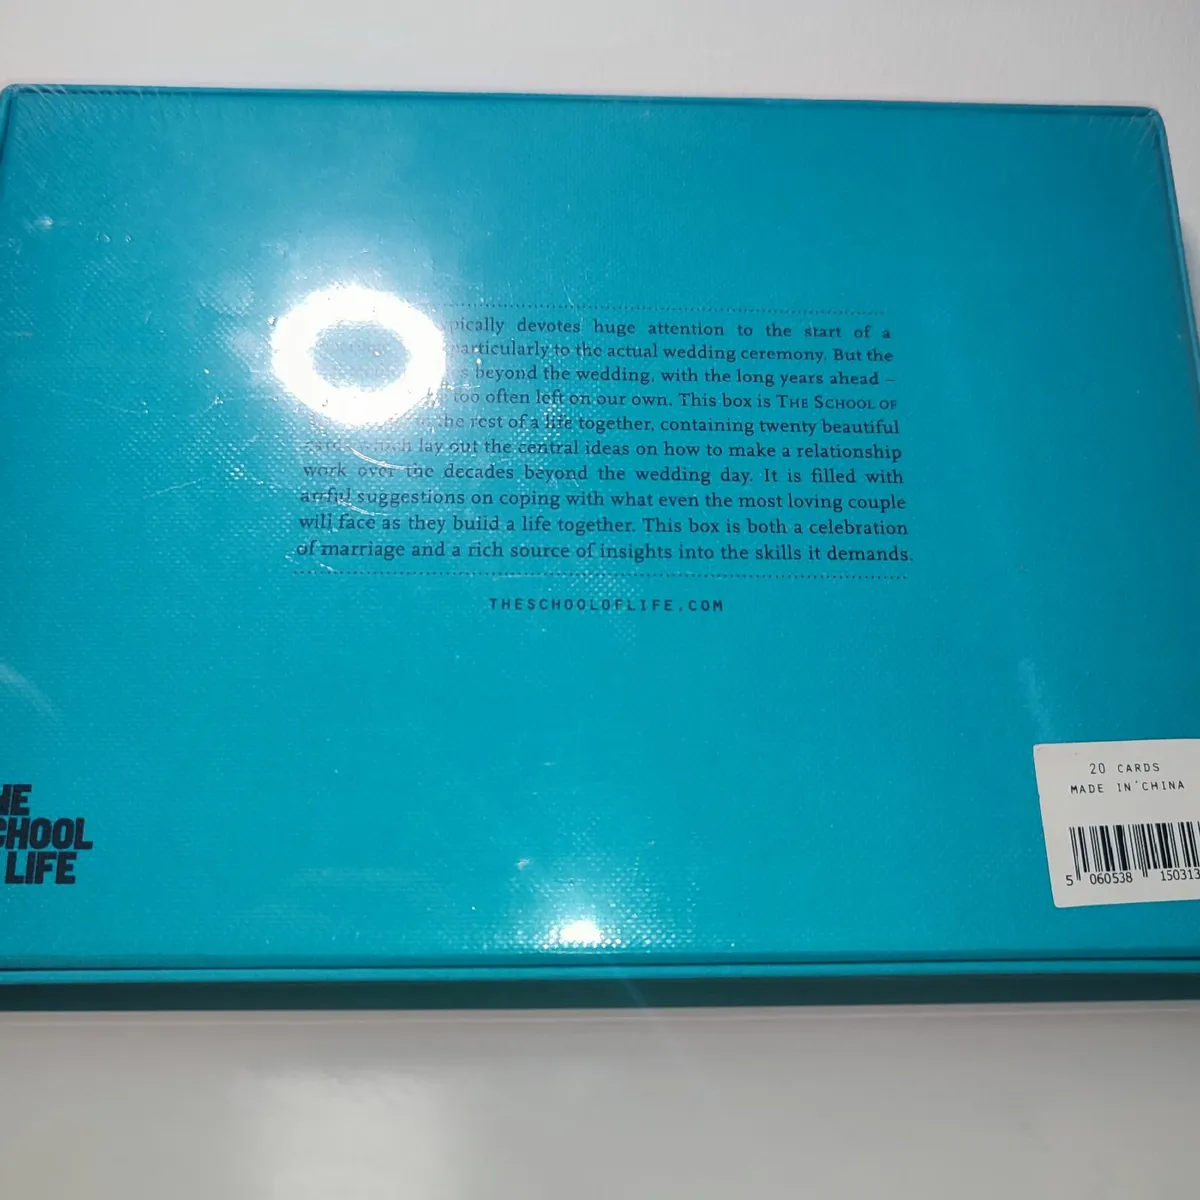 pically devotes huge attention to the start of a
particularly to the actual wedding ceremony. But the
beyond the wedding, with the long years ahead –
too often left on our own. This box is THE SCHOOL OF
the rest of a life together, containing twenty beautiful
cards which lay out the central ideas on how to make a relationship
work over the decades beyond the wedding day. It is filled with
artful suggestions on coping with what even the most loving couple
will face as they build a life together. This box is both a celebration
of marriage and a rich source of insights into the skills it demands.
THESCHOOLOFLIFE.COM
HE
CHOOL
LIFE
20 CARDS
MADE IN CHINA
5 060538 150313